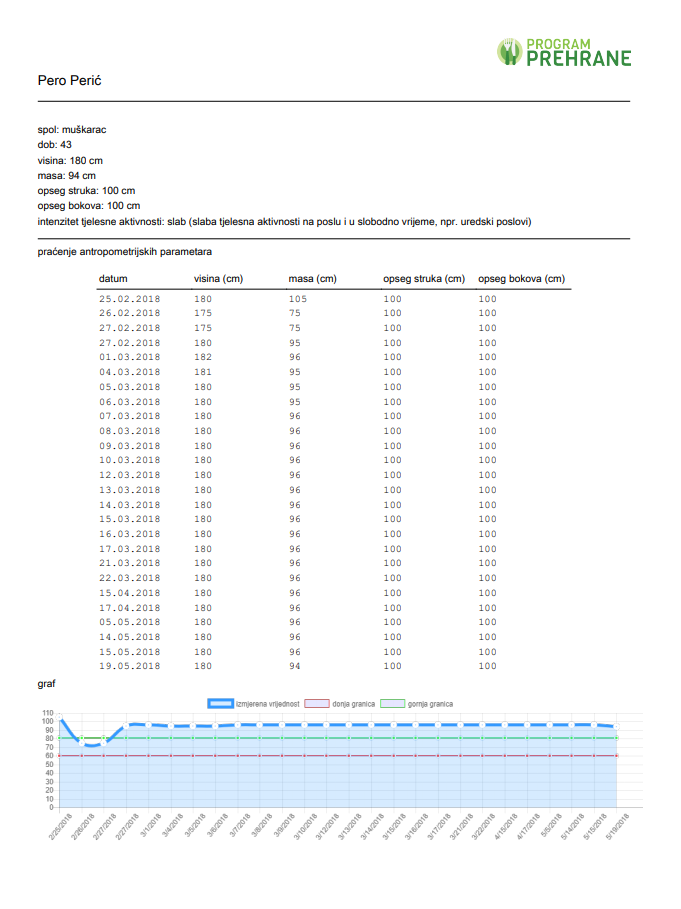 PROGRAM
PREHRANE
Pero Perić
spol: muškarac
dob: 43
visina: 180 cm
masa: 94 cm
opseg struka: 100 cm
opseg bokova: 100 cm
intenzitet tjelesne aktivnosti: slab (slaba tjelesna aktivnosti na poslu i u slobodno vrijeme, npr. uredski poslovi)
praćenje antropometrijskih parametara
datum visina (cm) masa (cm) opseg struka (cm) opseg bokova (cm)
25.02.2018 180 105 100 100
26.02.2018 175 75 100 100
27.02.2018 175 75 100 100
27.02.2018 180 95 100 100
01.03.2018 182 96 100 100
04.03.2018 181 95 100 100
05.03.2018 180 95 100 100
06.03.2018 180 95 100 100
07.03.2018 180 96 100 100
08.03.2018 180 96 100 100
09.03.2018 180 96 100 100
10.03.2018 180 96 100 100
12.03.2018 180 96 100 100
13.03.2018 180 96 100 100
14.03.2018 180 96 100 100
15.03.2018 180 96 100 100
16.03.2018 180 96 100 100
17.03.2018 180 96 100 100
21.03.2018 180 96 100 100
22.03.2018 180 96 100 100
15.04.2018 180 96 100 100
17.04.2018 180 96 100 100
05.05.2018 180 96 100 100
14.05.2018 180 96 100 100
15.05.2018 180 96 100 100
19.05.2018 180 94 100 100
graf
izmjerena vrijednost donja granica gornja granica
110
100
90
80
70
60
50
40
30
20
10
0
2/25/2018 2/26/2018 2/27/2018 2/27/2018 3/1/2018 3/4/2018 3/5/2018 3/6/2018 3/7/2018 3/8/2018 3/9/2018 3/10/2018 3/12/2018 3/13/2018 3/14/2018 3/15/2018 3/16/2018 3/17/2018 3/21/2018 3/22/2018 4/15/2018 4/17/2018 5/5/2018 5/14/2018 5/15/2018 5/19/2018